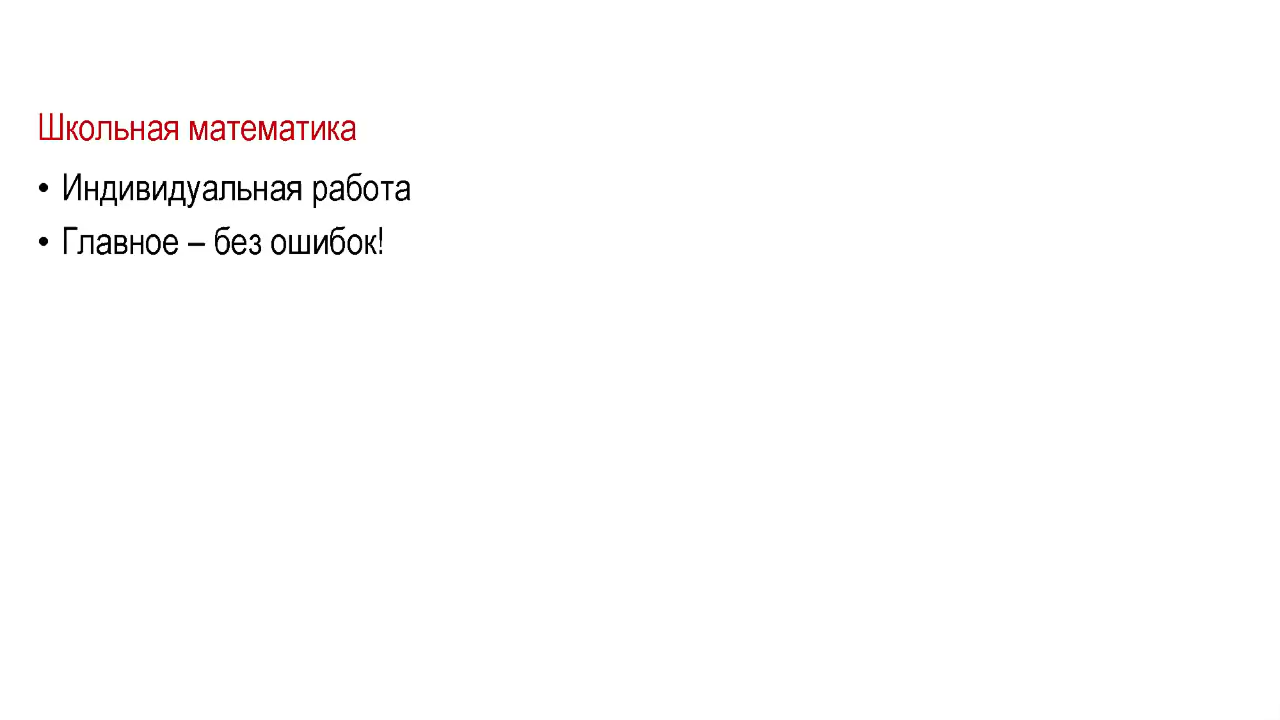 Школьная математика
• Индивидуальная работа
• Главное – без ошибок!